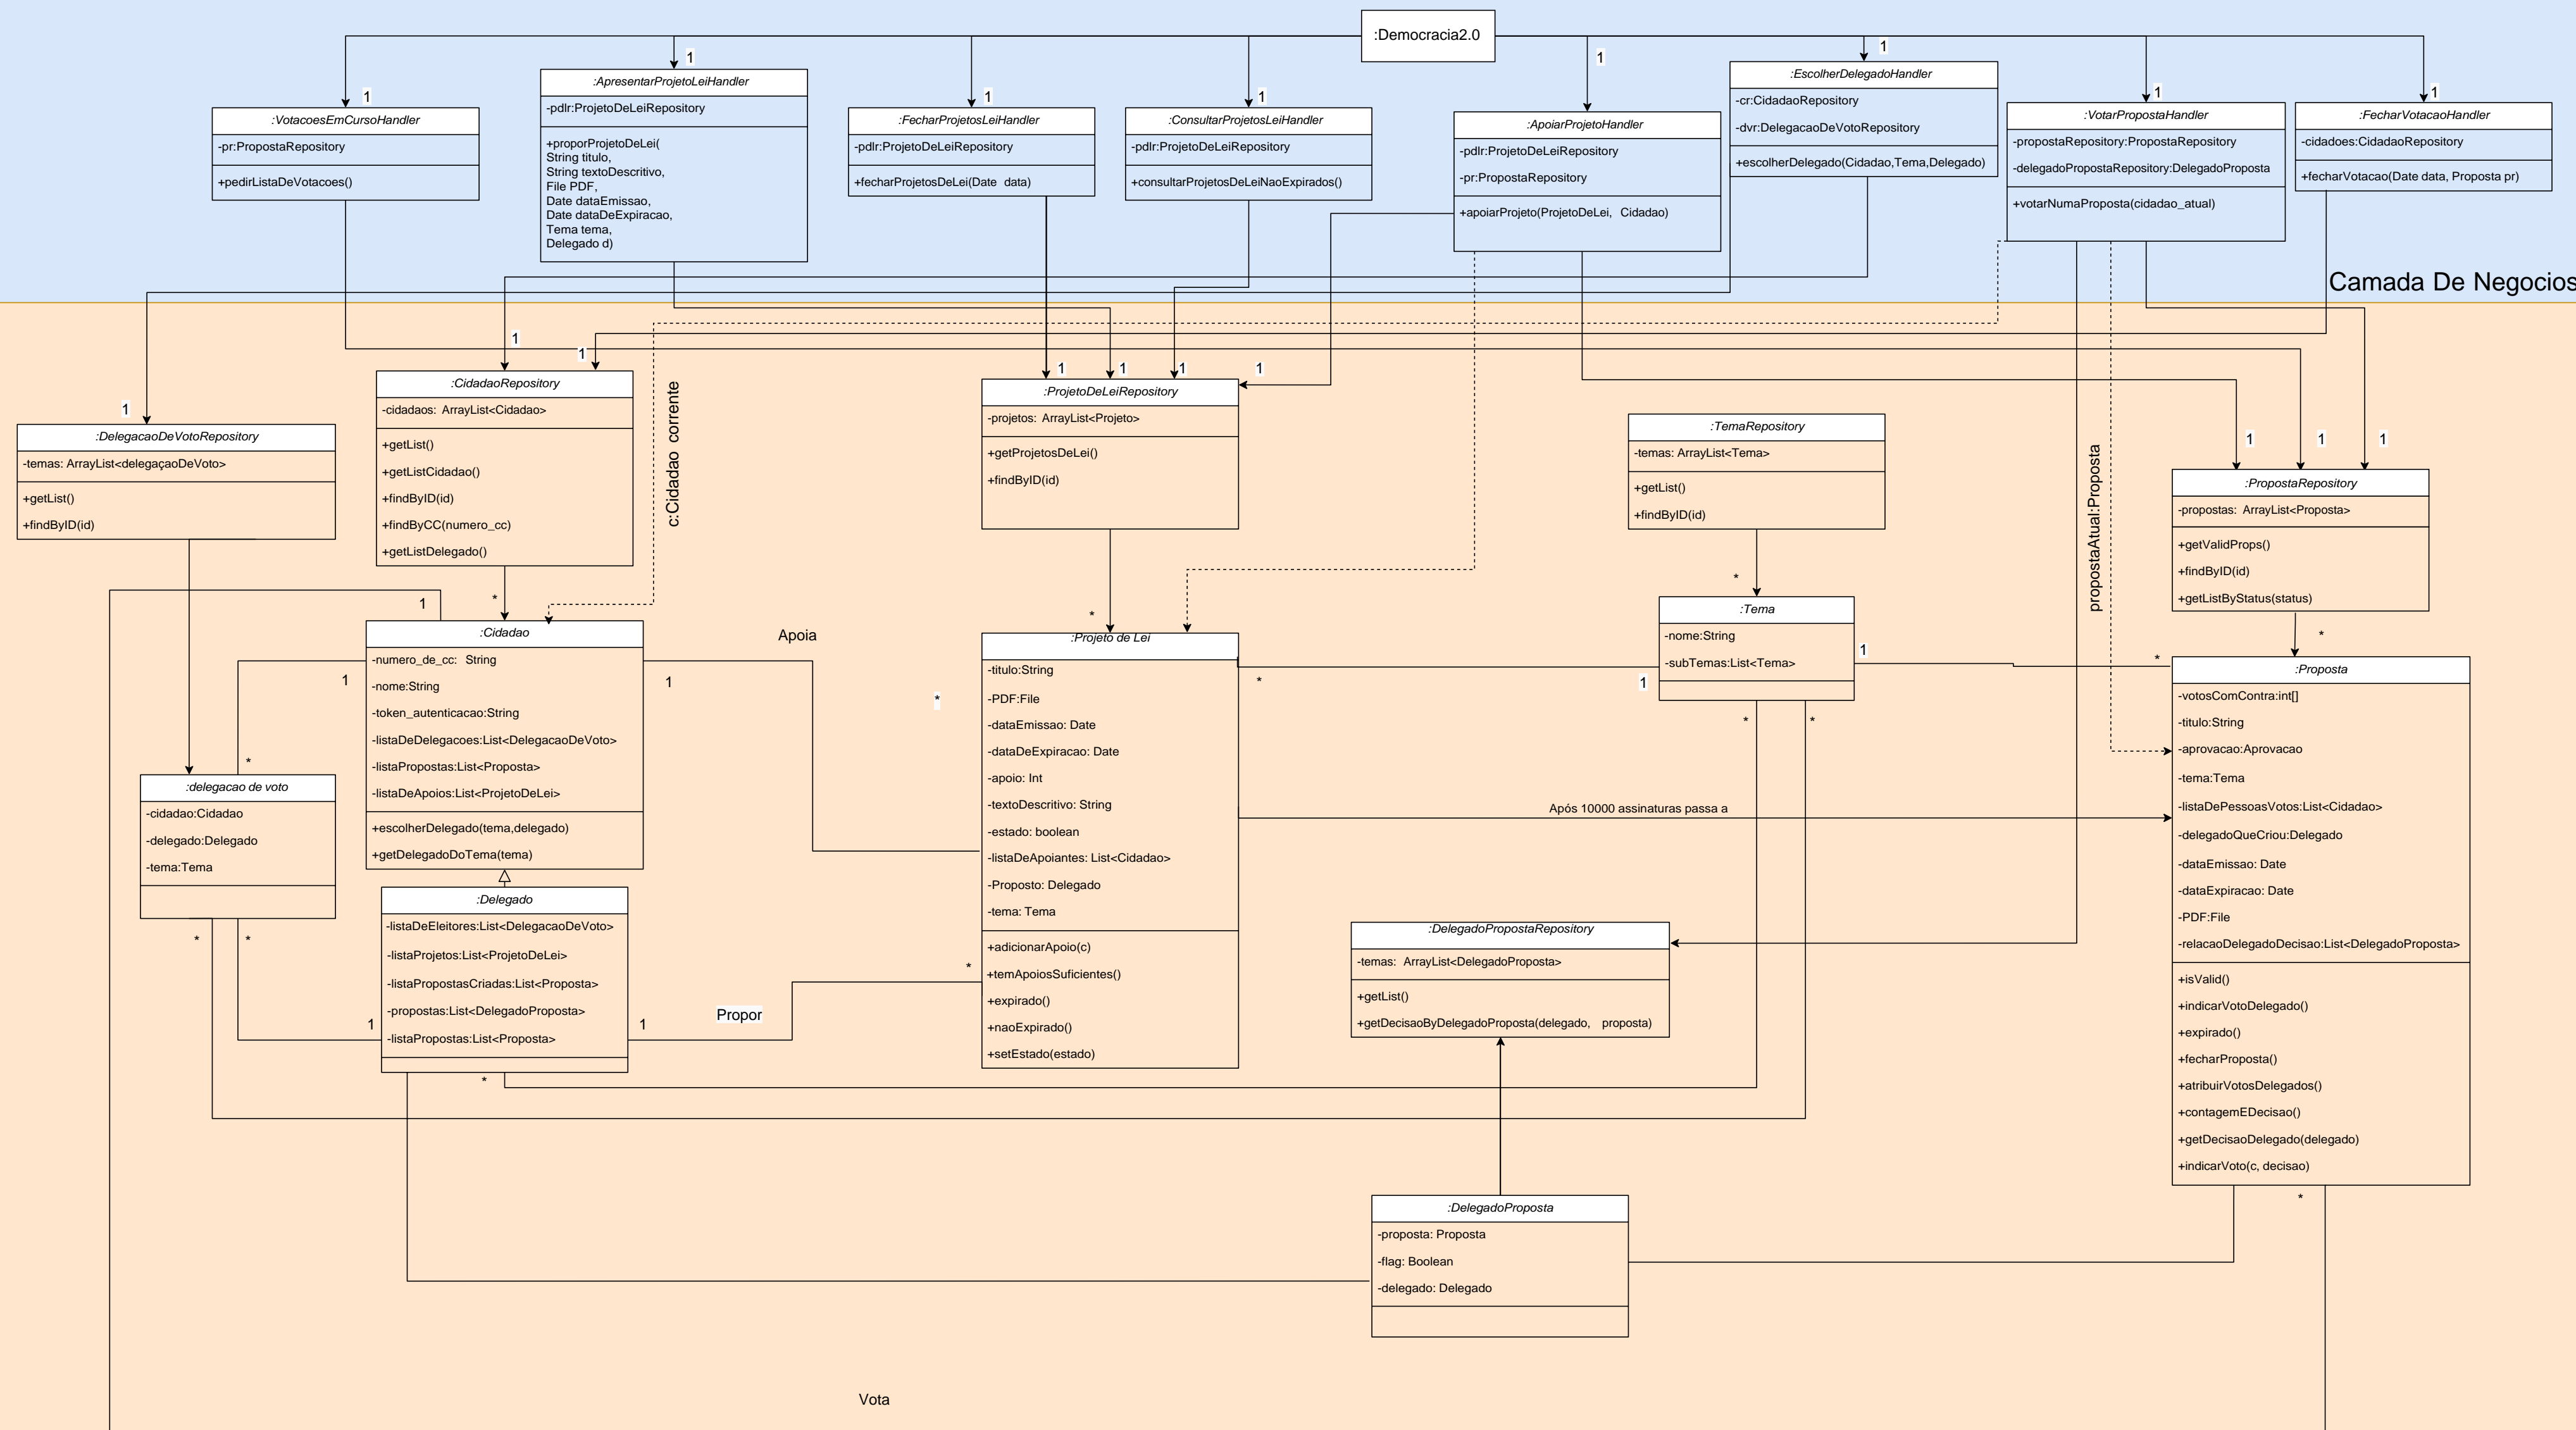 :Democracia2.0
1
1
1
1
1
1
1
1
:VotacoesEmCursoHandler
-pr:PropostaRepository
+pedirListaDeVotacoes()
:ApresentarProjetoLeiHandler
-pdlr:ProjetoDeLeiRepository
+proporProjetoDeLei(
String titulo,
String textoDescritivo,
File PDF,
Date dataEmissao,
Date dataDeExpiracao,
Tema tema,
Delegado d)
:FecharProjetosLeiHandler
-pdlr:ProjetoDeLeiRepository
+fecharProjetosDeLei(Date data)
:ConsultarProjetosLeiHandler
-pdlr:ProjetoDeLeiRepository
+consultarProjetosDeLeiNaoExpirados()
:ApoiarProjetoHandler
-pdlr:ProjetoDeLeiRepository
-pr:PropostaRepository
+apoiarProjeto(ProjetoDeLei, Cidadao)
:EscolherDelegadoHandler
-cr:CidadaoRepository
-dvr:DelegacaoDeVotoRepository
+escolherDelegado(Cidadao,Tema,Delegado)
:VotarPropostaHandler
-propostaRepository:PropostaRepository
-delegadoPropostaRepository:DelegadoProposta
+votarNumaProposta(cidadao_atual)
:FecharVotacaoHandler
-cidadoes:CidadaoRepository
+fecharVotacao(Date data, Proposta pr)
Camada De Negocios
1
1
1
1
1
1
1
1
1
1
:DelegacaoDeVotoRepository
-temas: ArrayList<delegaçaoDeVoto>
+getList()
+findByID(id)
:CidadaoRepository
-cidadaos: ArrayList<Cidadao>
+getList()
+getListCidadao()
+findByID(id)
+findByCC(numero_cc)
+getListDelegado()
c:Cidadao corrente
:ProjetoDeLeiRepository
-projetos: ArrayList<Projeto>
+getProjetosDeLei()
+findByID(id)
:TemaRepository
-temas: ArrayList<Tema>
+getList()
+findByID(id)
propostaAtual:Proposta
:PropostaRepository
-propostas: ArrayList<Proposta>
+getValidProps()
+findByID(id)
+getListByStatus(status)
1
*
*
*
*
:Cidadao
-numero_de_cc: String
-nome:String
-token_autenticacao:String
-listaDeDelegacoes:List<DelegacaoDeVoto>
-listaPropostas:List<Proposta>
-listaDeApoios:List<ProjetoDeLei>
+escolherDelegado(tema,delegado)
+getDelegadoDoTema(tema)
Apoia
1
1
*
*
:Projeto de Lei
-titulo:String
-PDF:File
-dataEmissao: Date
-dataDeExpiracao: Date
-apoio: Int
-textoDescritivo: String
-estado: boolean
-listaDeApoiantes: List<Cidadao>
-Proposto: Delegado
-tema: Tema
+adicionarApoio(c)
+temApoiosSuficientes()
+expirado()
+naoExpirado()
+setEstado(estado)
:Tema
-nome:String
-subTemas:List<Tema>
*
1
1
*
*
*
Após 10000 assinaturas passa a
:Proposta
-votosComContra:int[]
-titulo:String
-aprovacao:Aprovacao
-tema:Tema
-listaDePessoasVotos:List<Cidadao>
-delegadoQueCriou:Delegado
-dataEmissao: Date
-dataExpiracao: Date
-PDF:File
-relacaoDelegadoDecisao:List<DelegadoProposta>
+isValid()
+indicarVotoDelegado()
+expirado()
+fecharProposta()
+atribuirVotosDelegados()
+contagemEDecisao()
+getDecisaoDelegado(delegado)
+indicarVoto(c, decisao)
:delegacao de voto
-cidadao:Cidadao
-delegado:Delegado
-tema:Tema
*
*
:Delegado
-listaDeEleitores:List<DelegacaoDeVoto>
-listaProjetos:List<ProjetoDeLei>
-listaPropostasCriadas:List<Proposta>
-propostas:List<DelegadoProposta>
-listaPropostas:List<Proposta>
1
1
Propor
*
*
:DelegadoPropostaRepository
-temas: ArrayList<DelegadoProposta>
+getList()
+getDecisaoByDelegadoProposta(delegado, proposta)
:DelegadoProposta
-proposta: Proposta
-flag: Boolean
-delegado: Delegado
*
Vota